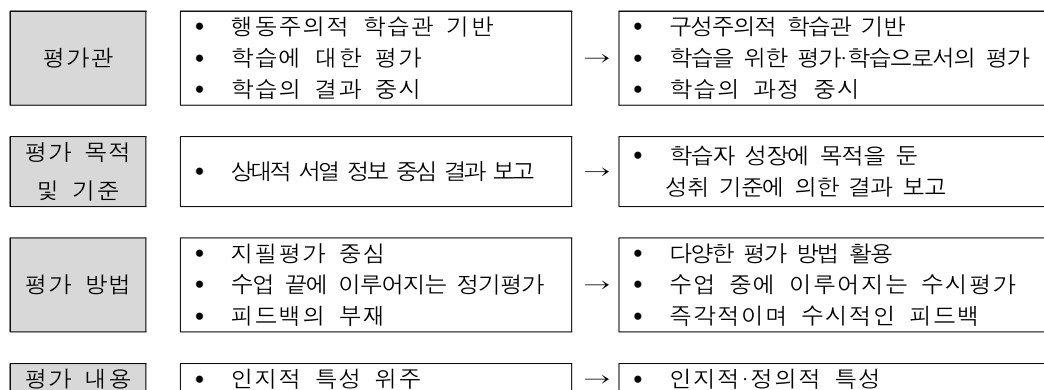 평가관
• 행동주의적 학습관 기반
• 학습에 대한 평가
• 학습의 결과 중시
→
• 구성주의적 학습관 기반
• 학습을 위한 평가·학습으로서의 평가
• 학습의 과정 중시
평가 목적
및 기준
• 상대적 서열 정보 중심 결과 보고
→
• 학습자 성장에 목적을 둔
성취 기준에 의한 결과 보고
평가 방법
• 지필평가 중심
• 수업 끝에 이루어지는 정기평가
• 피드백의 부재
→
• 다양한 평가 방법 활용
• 수업 중에 이루어지는 수시평가
• 즉각적이며 수시적인 피드백
평가 내용
• 인지적 특성 위주
→
• 인지적·정의적 특성